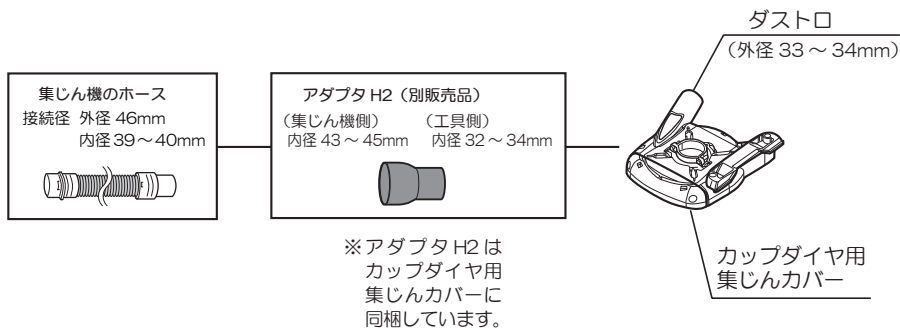 ダストロ
（外径 33 ～ 34mm）
集じん機のホース
接続径 外径 46mm
内径 39～40mm
アダプタ H2（別販売品）
（集じん機側） （工具側）
内径 43 ～ 45mm 内径 32 ～ 34mm
※アダプタ H2 は
カップダイヤ用
集じんカバーに
同梱しています。
カップダイヤ用
集じんカバー